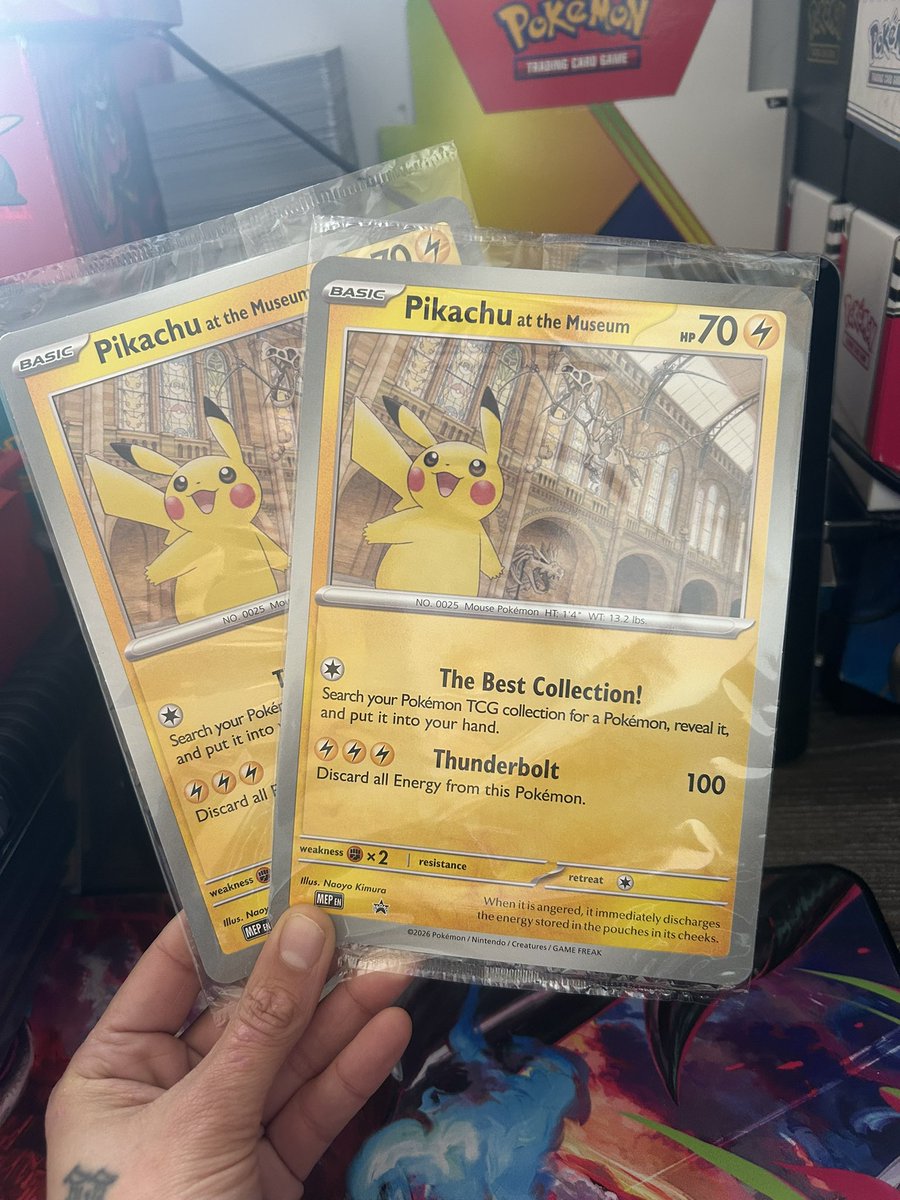 POKéMON
TRADING CARD GAME
BASIC
Pikachu at the Museum
70
NO. 0025
Search your
and put it into
Discard all
weakness
Illus.
MEP EN
BASIC
Pikachu at the Museum
HP 70
NO. 0025 Mouse Pokémon HT: 1'4" WT: 13.2 lbs.
The Best Collection!
Search your Pokémon TCG collection for a Pokémon, reveal it,
and put it into your hand.
Thunderbolt 100
Discard all Energy from this Pokémon.
weakness ×2 resistance
retreat
Illus. Naoyo Kimura
MEP EN
When it is angered, it immediately discharges
the energy stored in the pouches in its cheeks.
©2026 Pokémon / Nintendo / Creatures / GAME FREAK